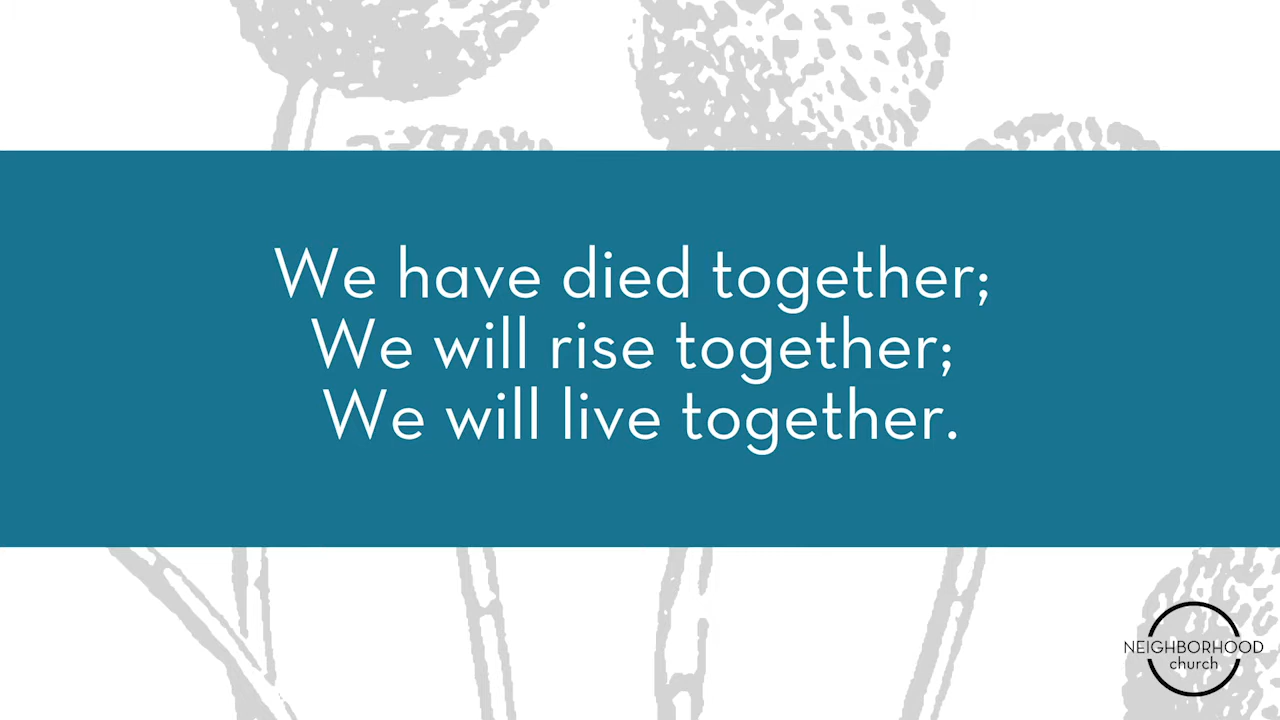 We have died together;
We will rise together;
We will live together.
NEIGHBORHOOD
church